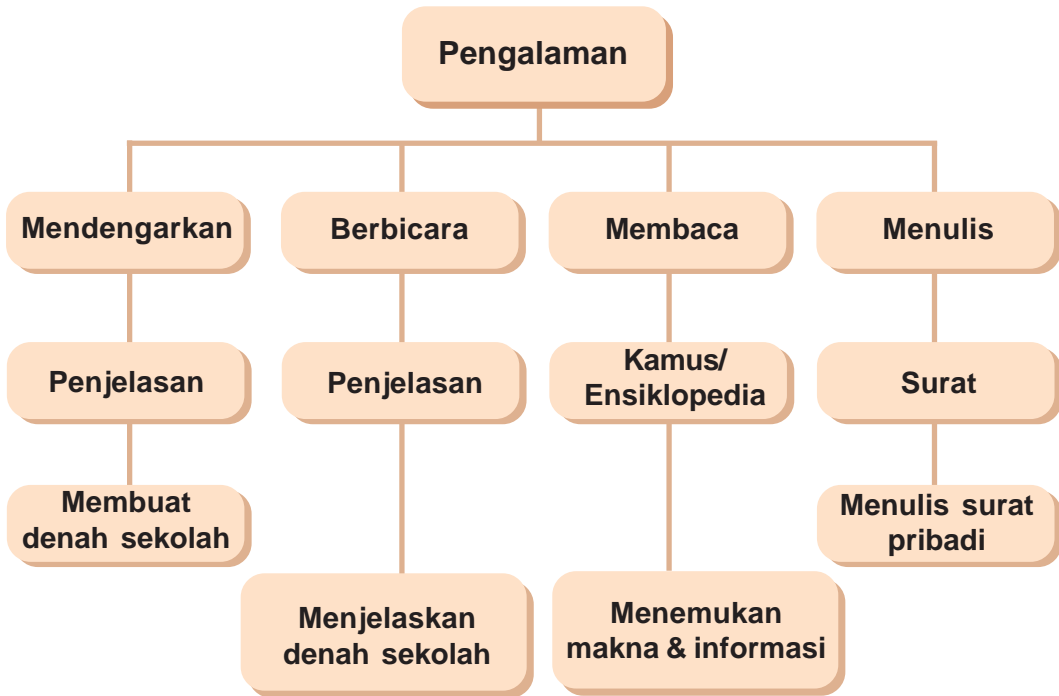 Pengalaman
Mendengarkan
Berbicara
Membaca
Menulis
Penjelasan
Penjelasan
Kamus/
Ensiklopedia
Surat
Membuat
denah sekolah
Menulis surat
pribadi
Menjelaskan
denah sekolah
Menemukan
makna & informasi